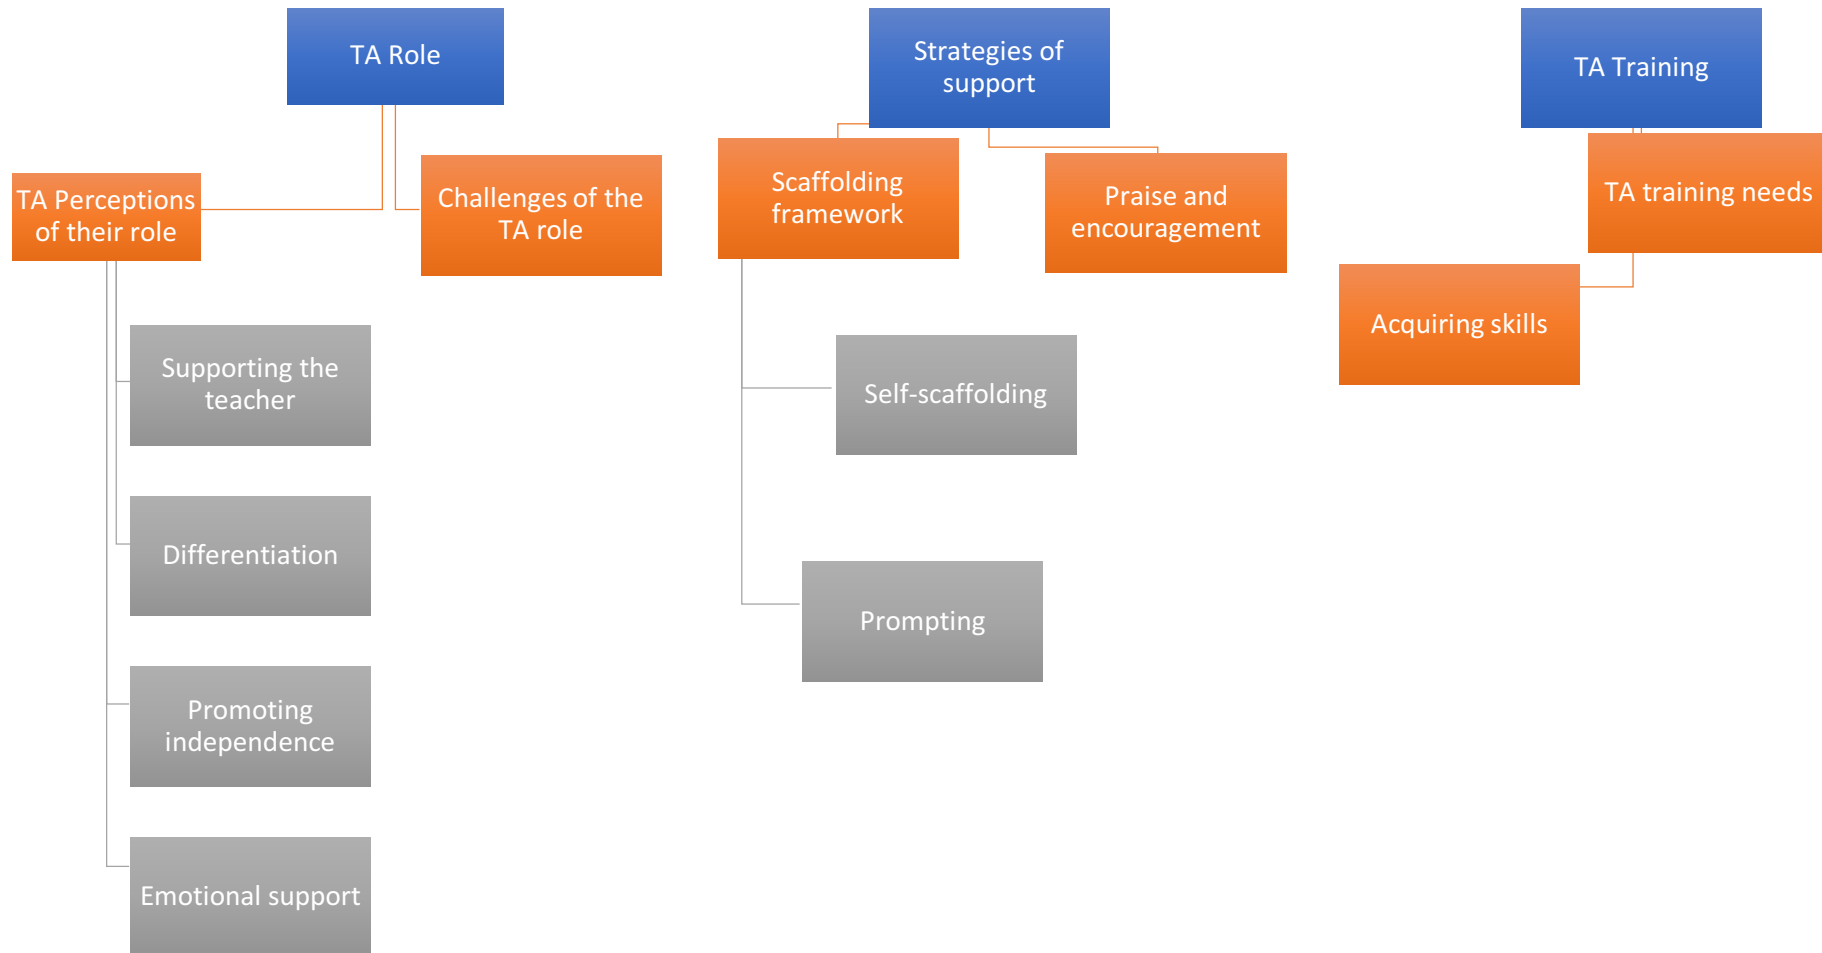 TA Role
TA Perceptions
of their role
Challenges of the
TA role
Supporting the
teacher
Differentiation
Promoting
independence
Emotional support
Strategies of
support
Scaffolding
framework
Praise and
encouragement
Self-scaffolding
Prompting
TA Training
TA training needs
Acquiring skills